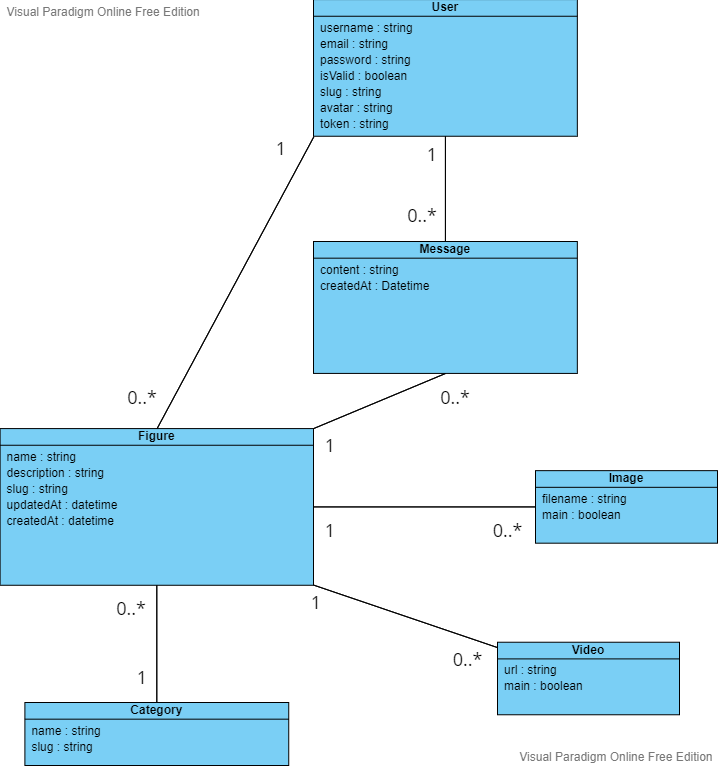 Visual Paradigm Online Free Edition
User
username : string
email : string
password : string
isValid : boolean
slug : string
avatar : string
token : string
1
1
0..*
Message
content : string
createdAt : Datetime
0..*
0..*
1
Figure
name : string
description : string
slug : string
updatedAt : datetime
createdAt : datetime
Image
filename : string
main : boolean
1
0..*
1
0..*
0..*
Video
url : string
main : boolean
1
Category
name : string
slug : string
Visual Paradigm Online Free Edition